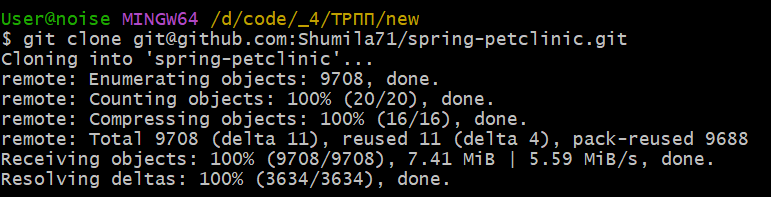 User@noise MINGW64 /d/code/_4/ТРПП/new
$ git clone git@github.com:Shumila71/spring-petclinic.git
Cloning into 'spring-petclinic'...
remote: Enumerating objects: 9708, done.
remote: Counting objects: 100% (20/20), done.
remote: Compressing objects: 100% (16/16), done.
remote: Total 9708 (delta 11), reused 11 (delta 4), pack-reused 9688
Receiving objects: 100% (9708/9708), 7.41 MiB | 5.59 MiB/s, done.
Resolving deltas: 100% (3634/3634), done.